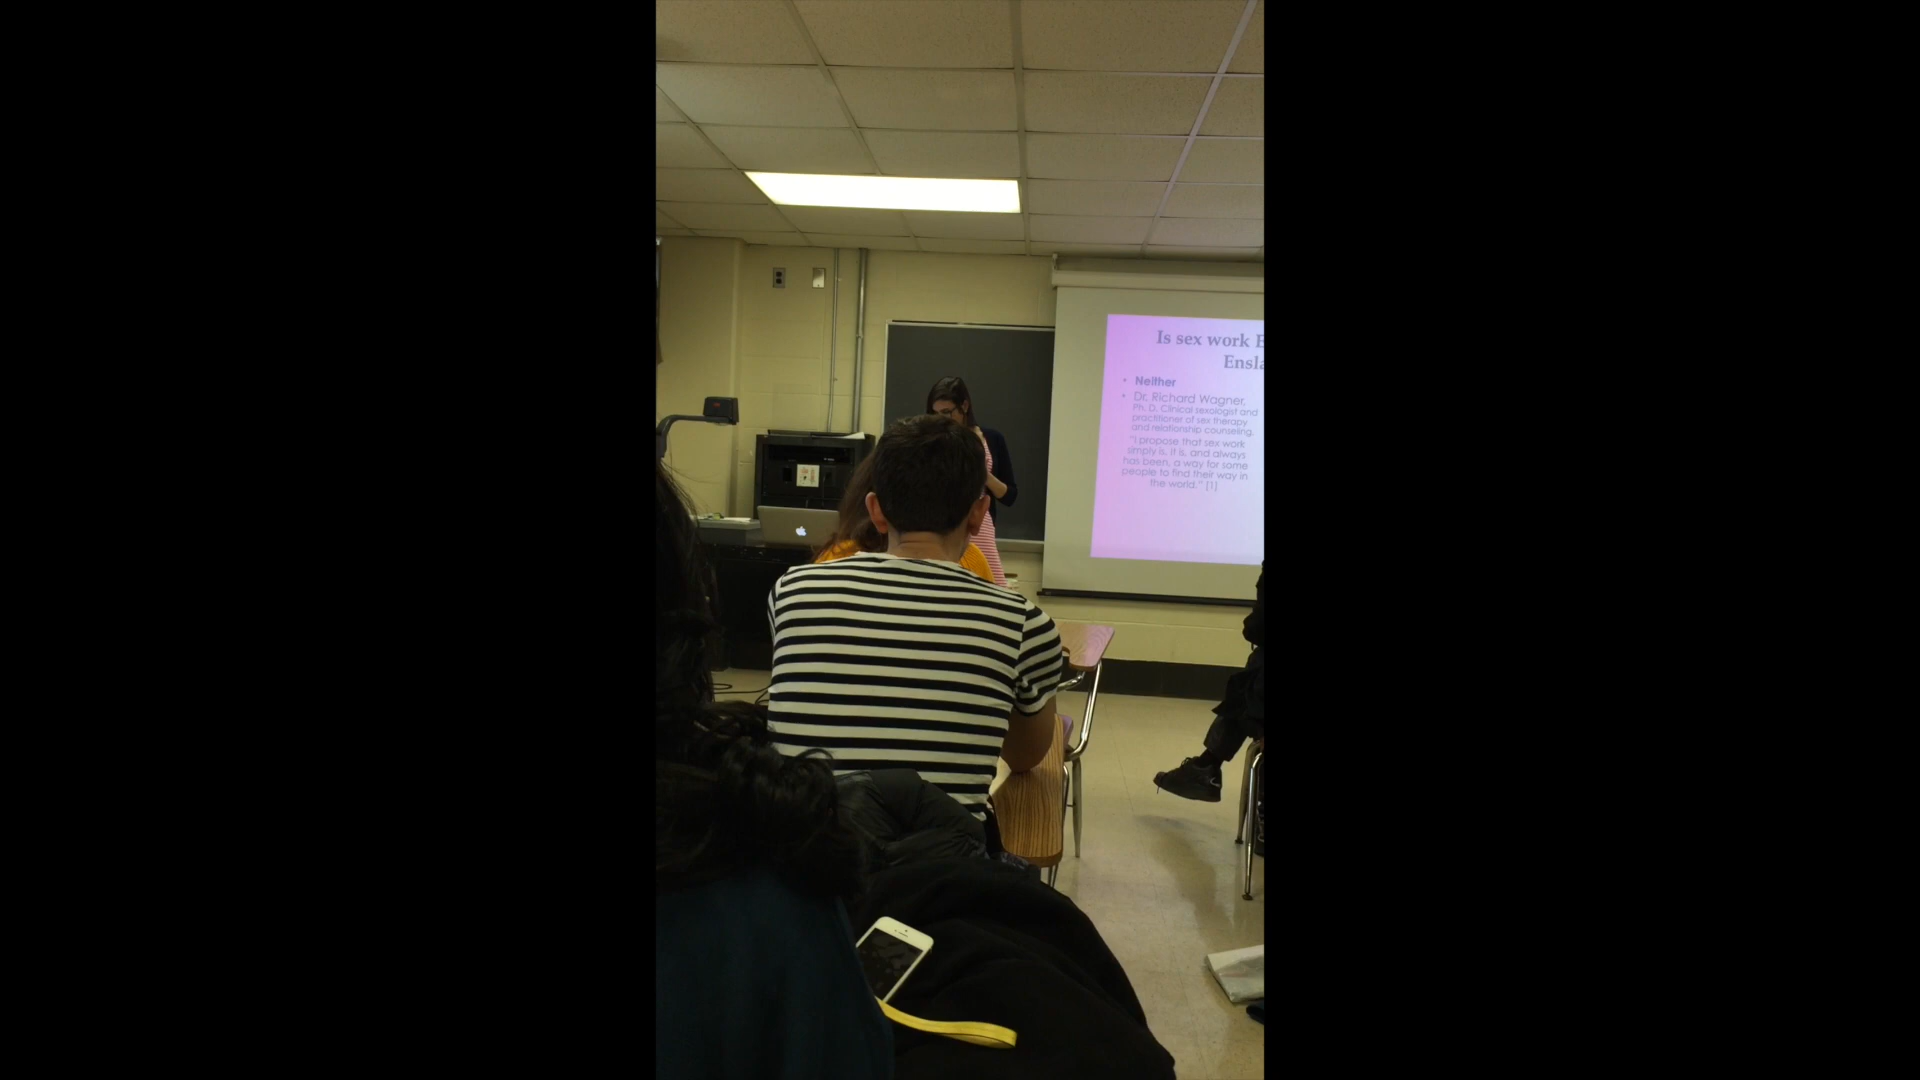 Is sex work
• Neither
• Dr. Richard Wagner,
Ph. D. Clinical sexologist and
practitioner of sex therapy
and relationship counseling.
"I propose that sex work
simply is. It is, and always
has been, a way for some
people to find their way in
the world." [1]